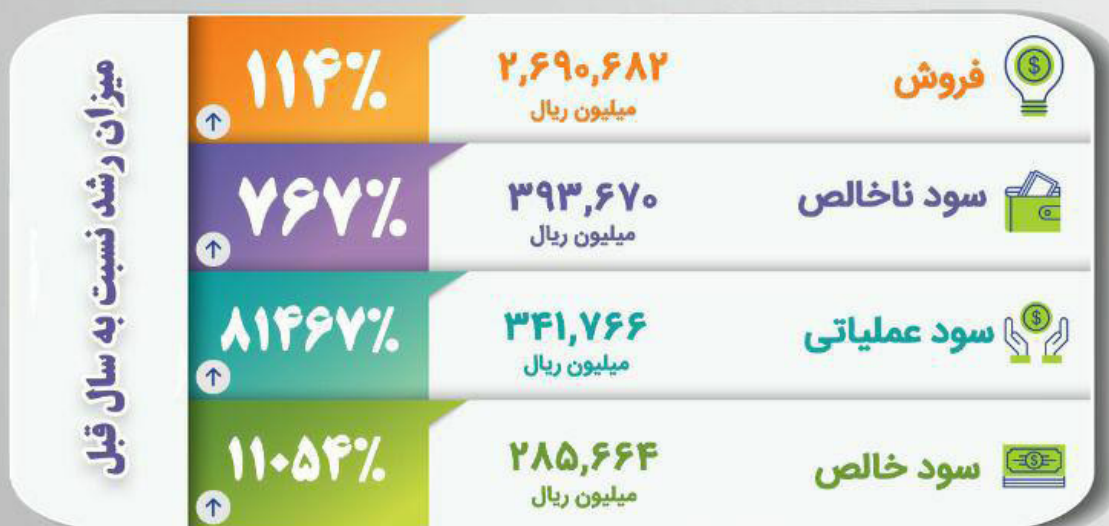 فروش
۲,۶۹۰,۶۸۲
میلیون ریال
۱۱۴%
سود ناخالص
۳۹۳,۶۷۰
میلیون ریال
۷۶۷%
سود عملیاتی
۳۴۱,۷۶۶
میلیون ریال
۸۱۴۶۷%
سود خالص
۲۸۵,۶۶۴
میلیون ریال
۱۱۰۵۴%
میزان رشد نسبت به سال قبل